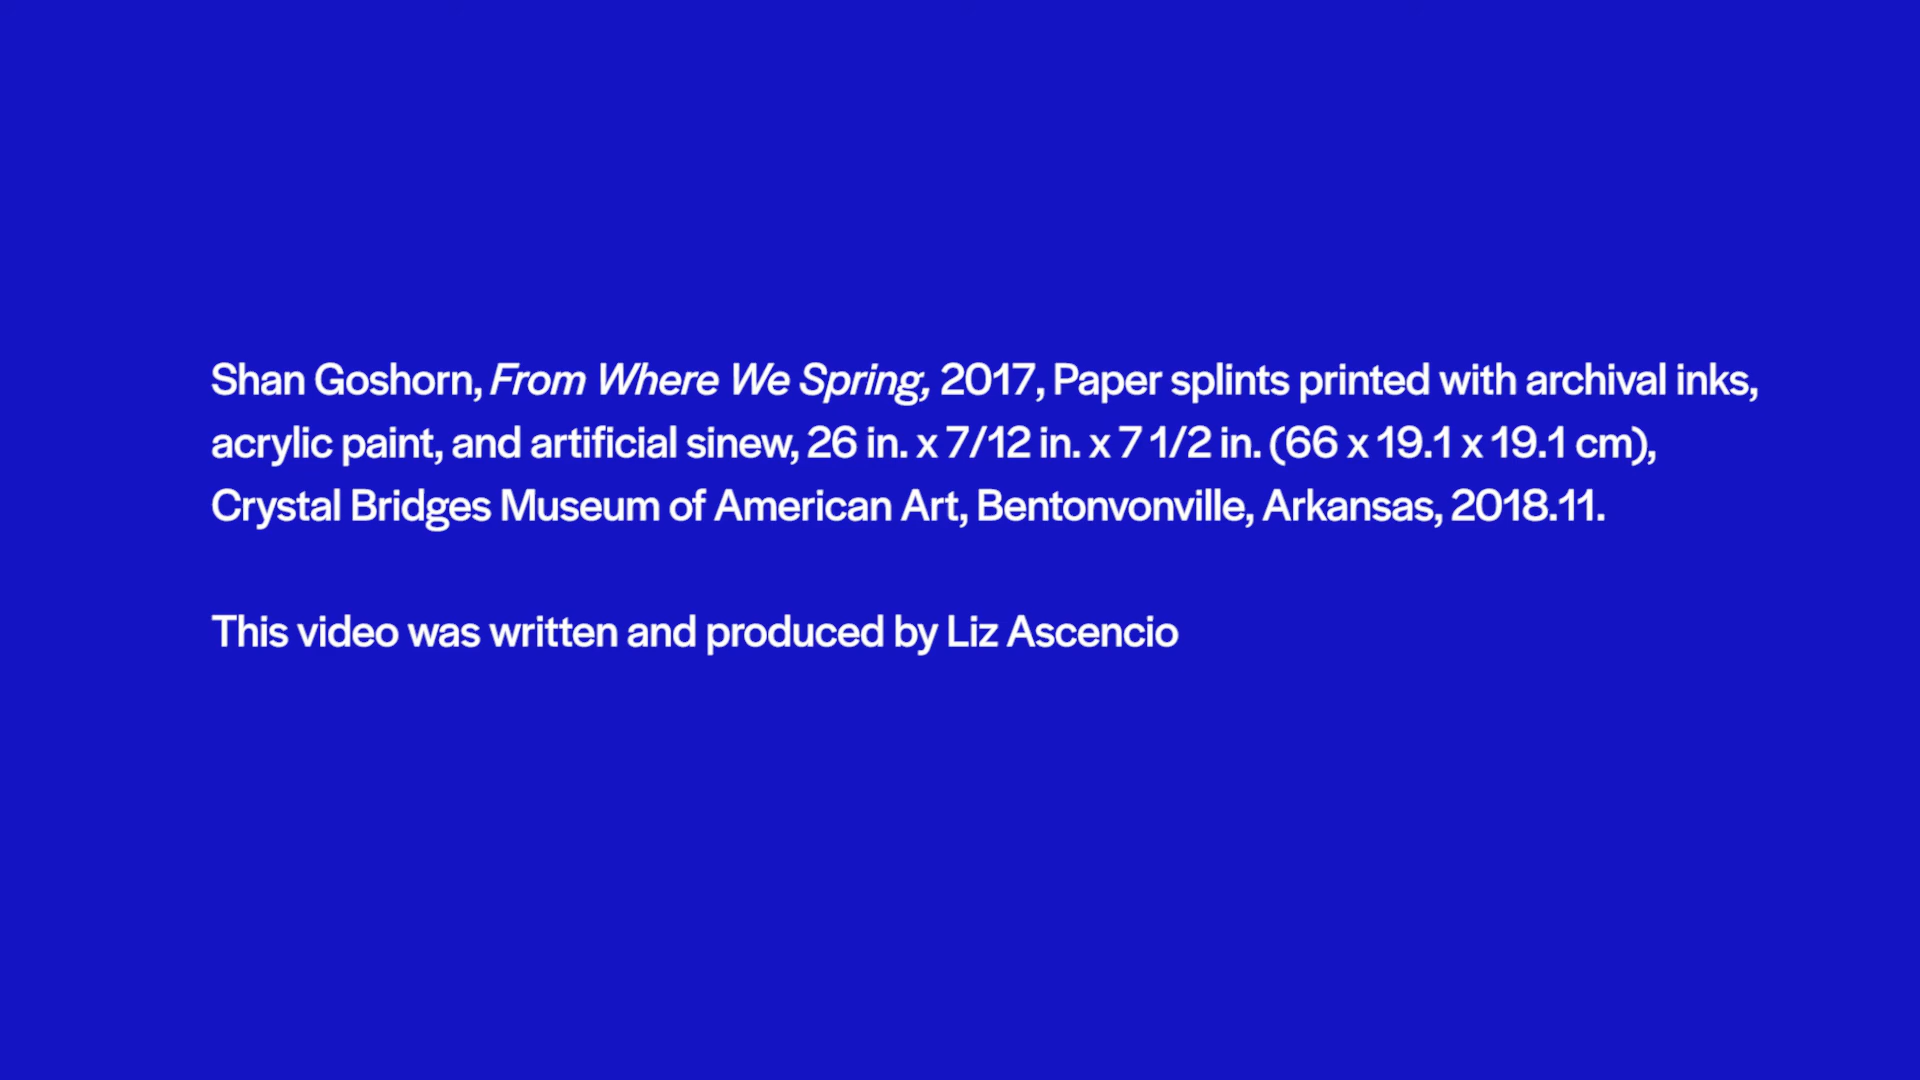 Shan Goshorn, From Where We Spring, 2017, Paper splints printed with archival inks,
acrylic paint, and artificial sinew, 26 in. x 7/12 in. x 7 1/2 in. (66 x 19.1 x 19.1 cm),
Crystal Bridges Museum of American Art, Bentonvonville, Arkansas, 2018.11.
This video was written and produced by Liz Ascencio